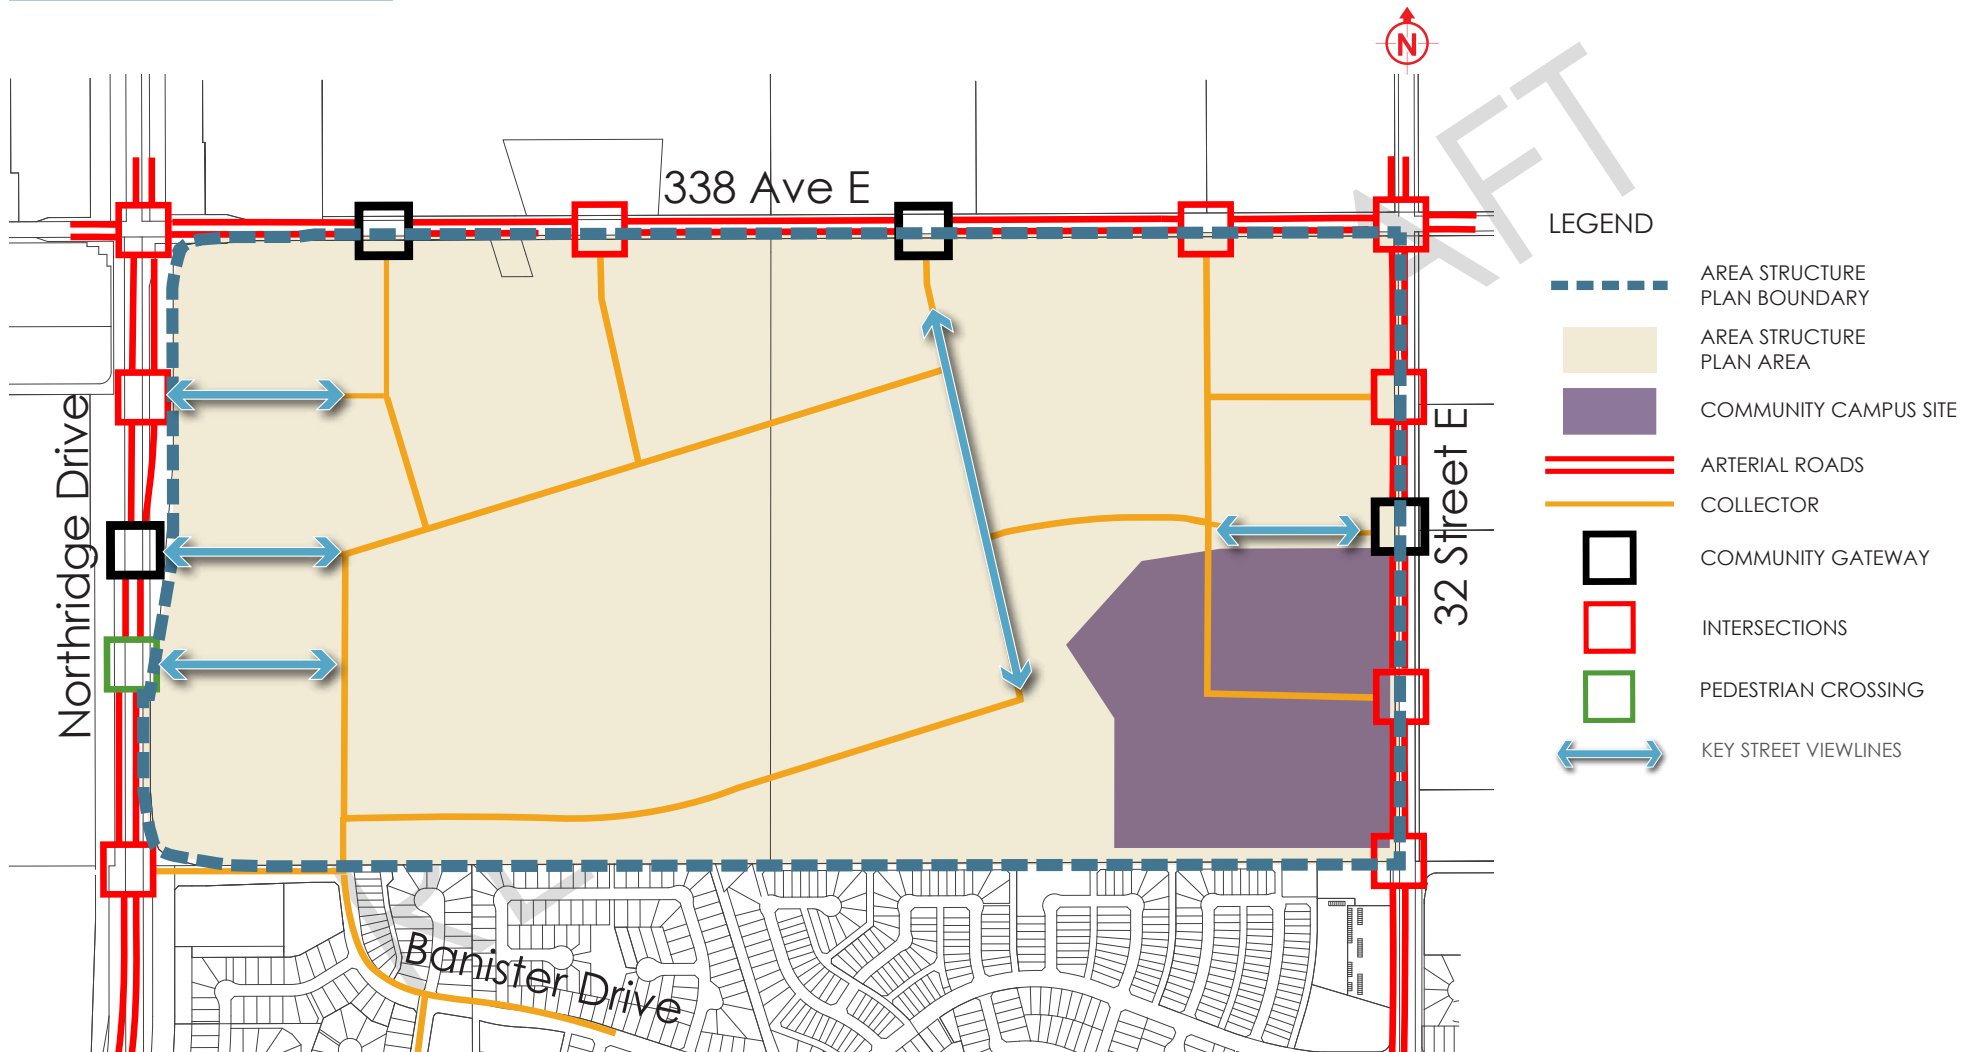 N
338 Ave E
Northridge Drive
32 Street E
Banister Drive
LEGEND
AREA STRUCTURE
PLAN BOUNDARY
AREA STRUCTURE
PLAN AREA
COMMUNITY CAMPUS SITE
ARTERIAL ROADS
COLLECTOR
COMMUNITY GATEWAY
INTERSECTIONS
PEDESTRIAN CROSSING
KEY STREET VIEWLINES
AFT